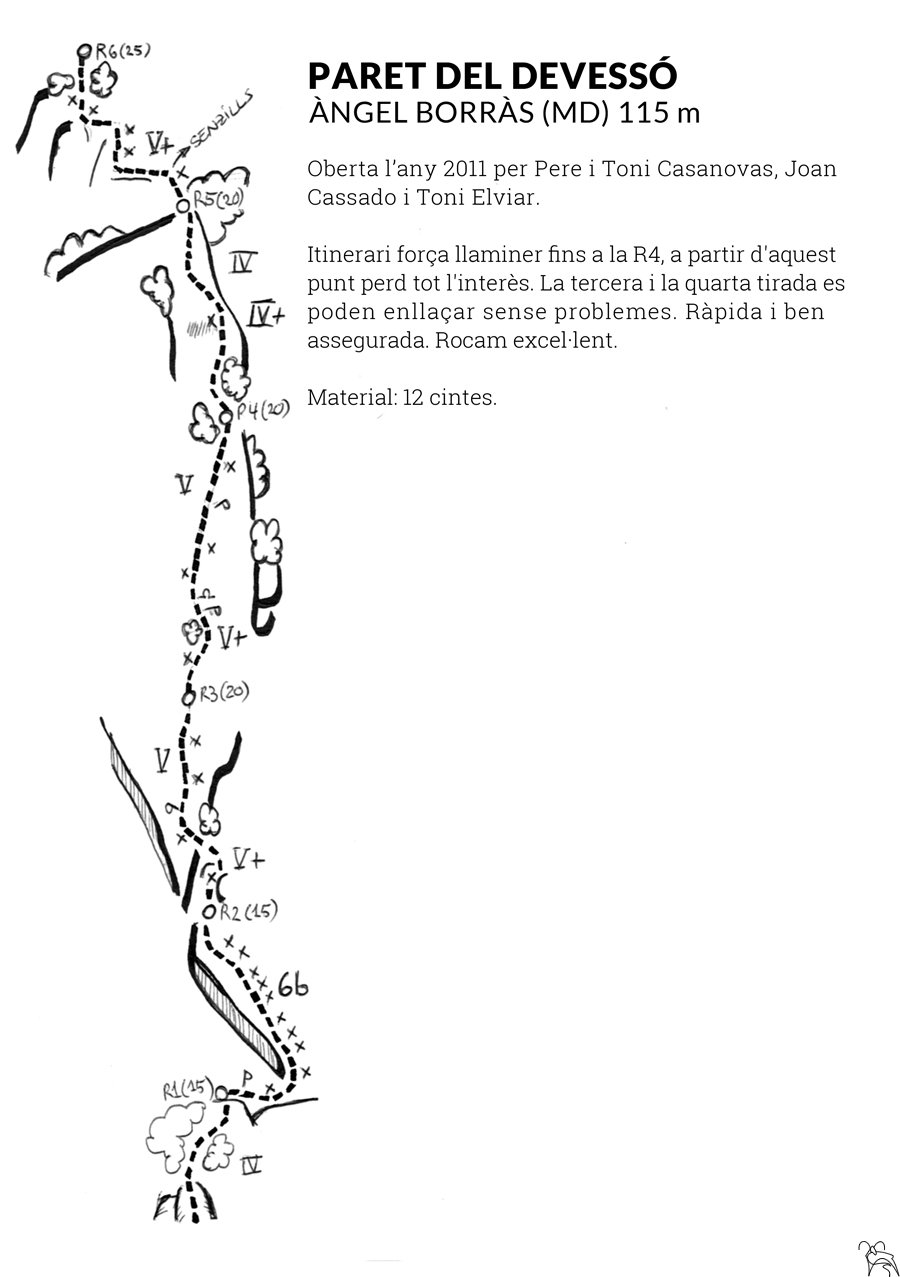 PARET DEL DEVESSÓ
ÀNGEL BORRÀS (MD) 115 m
Oberta l’any 2011 per Pere i Toni Casanovas, Joan
Cassado i Toni Elviar.
Itinerari força llaminer fins a la R4, a partir d'aquest
punt perd tot l'interès. La tercera i la quarta tirada es
poden enllaçar sense problemes. Ràpida i ben
assegurada. Rocam excel·lent.
Material: 12 cintes.
R6(25)
SENZILLS
V+
R5(20)
IV
IV+
R4(20)
V
V+
R3(20)
V
V+
R2(15)
6b
P
R1(15)
IV